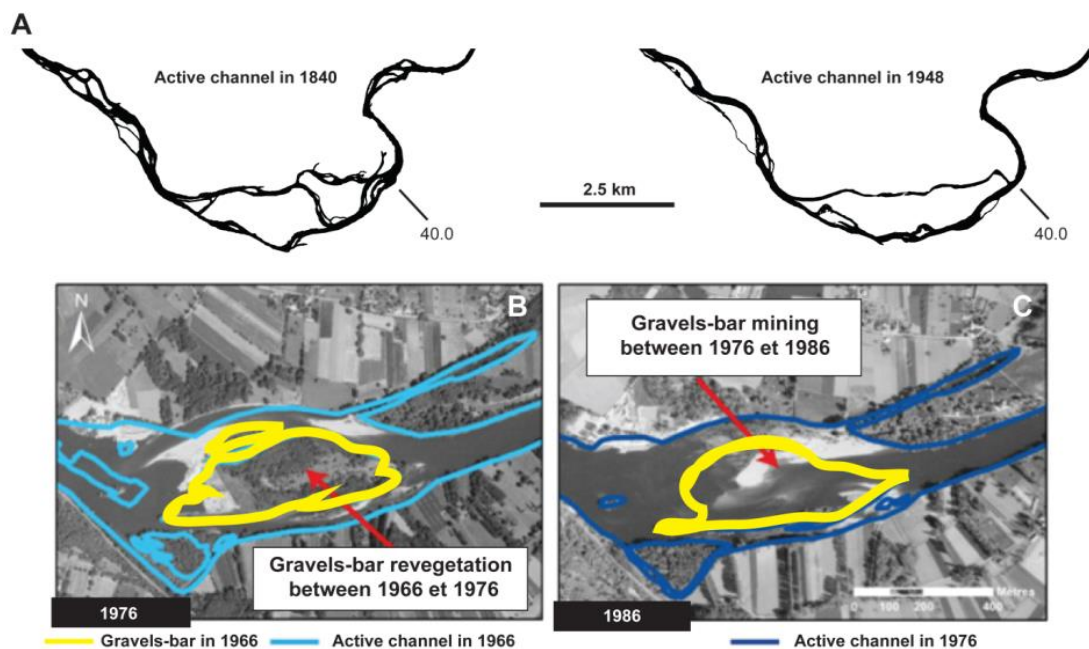 A
Active channel in 1840
Active channel in 1948
2.5 km
40.0
40.0
N
B
C
Gravels-bar mining
between 1976 et 1986
Gravels-bar revegetation
between 1966 et 1976
Metres
0 100 200 400
1976
1986
Gravels-bar in 1966
Active channel in 1966
Active channel in 1976